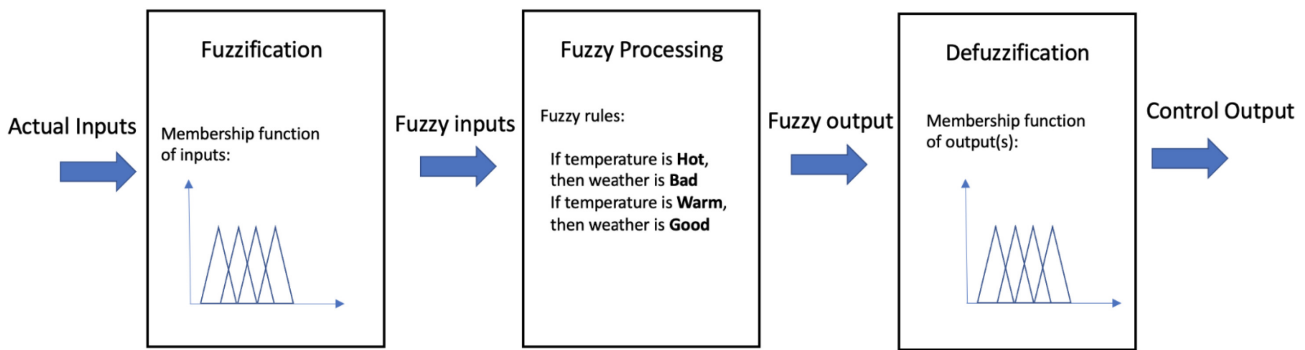 Actual Inputs
Fuzzification
Membership function
of inputs:
Fuzzy inputs
Fuzzy Processing
Fuzzy rules:
If temperature is Hot,
then weather is Bad
If temperature is Warm,
then weather is Good
Fuzzy output
Defuzzification
Membership function
of output(s):
Control Output